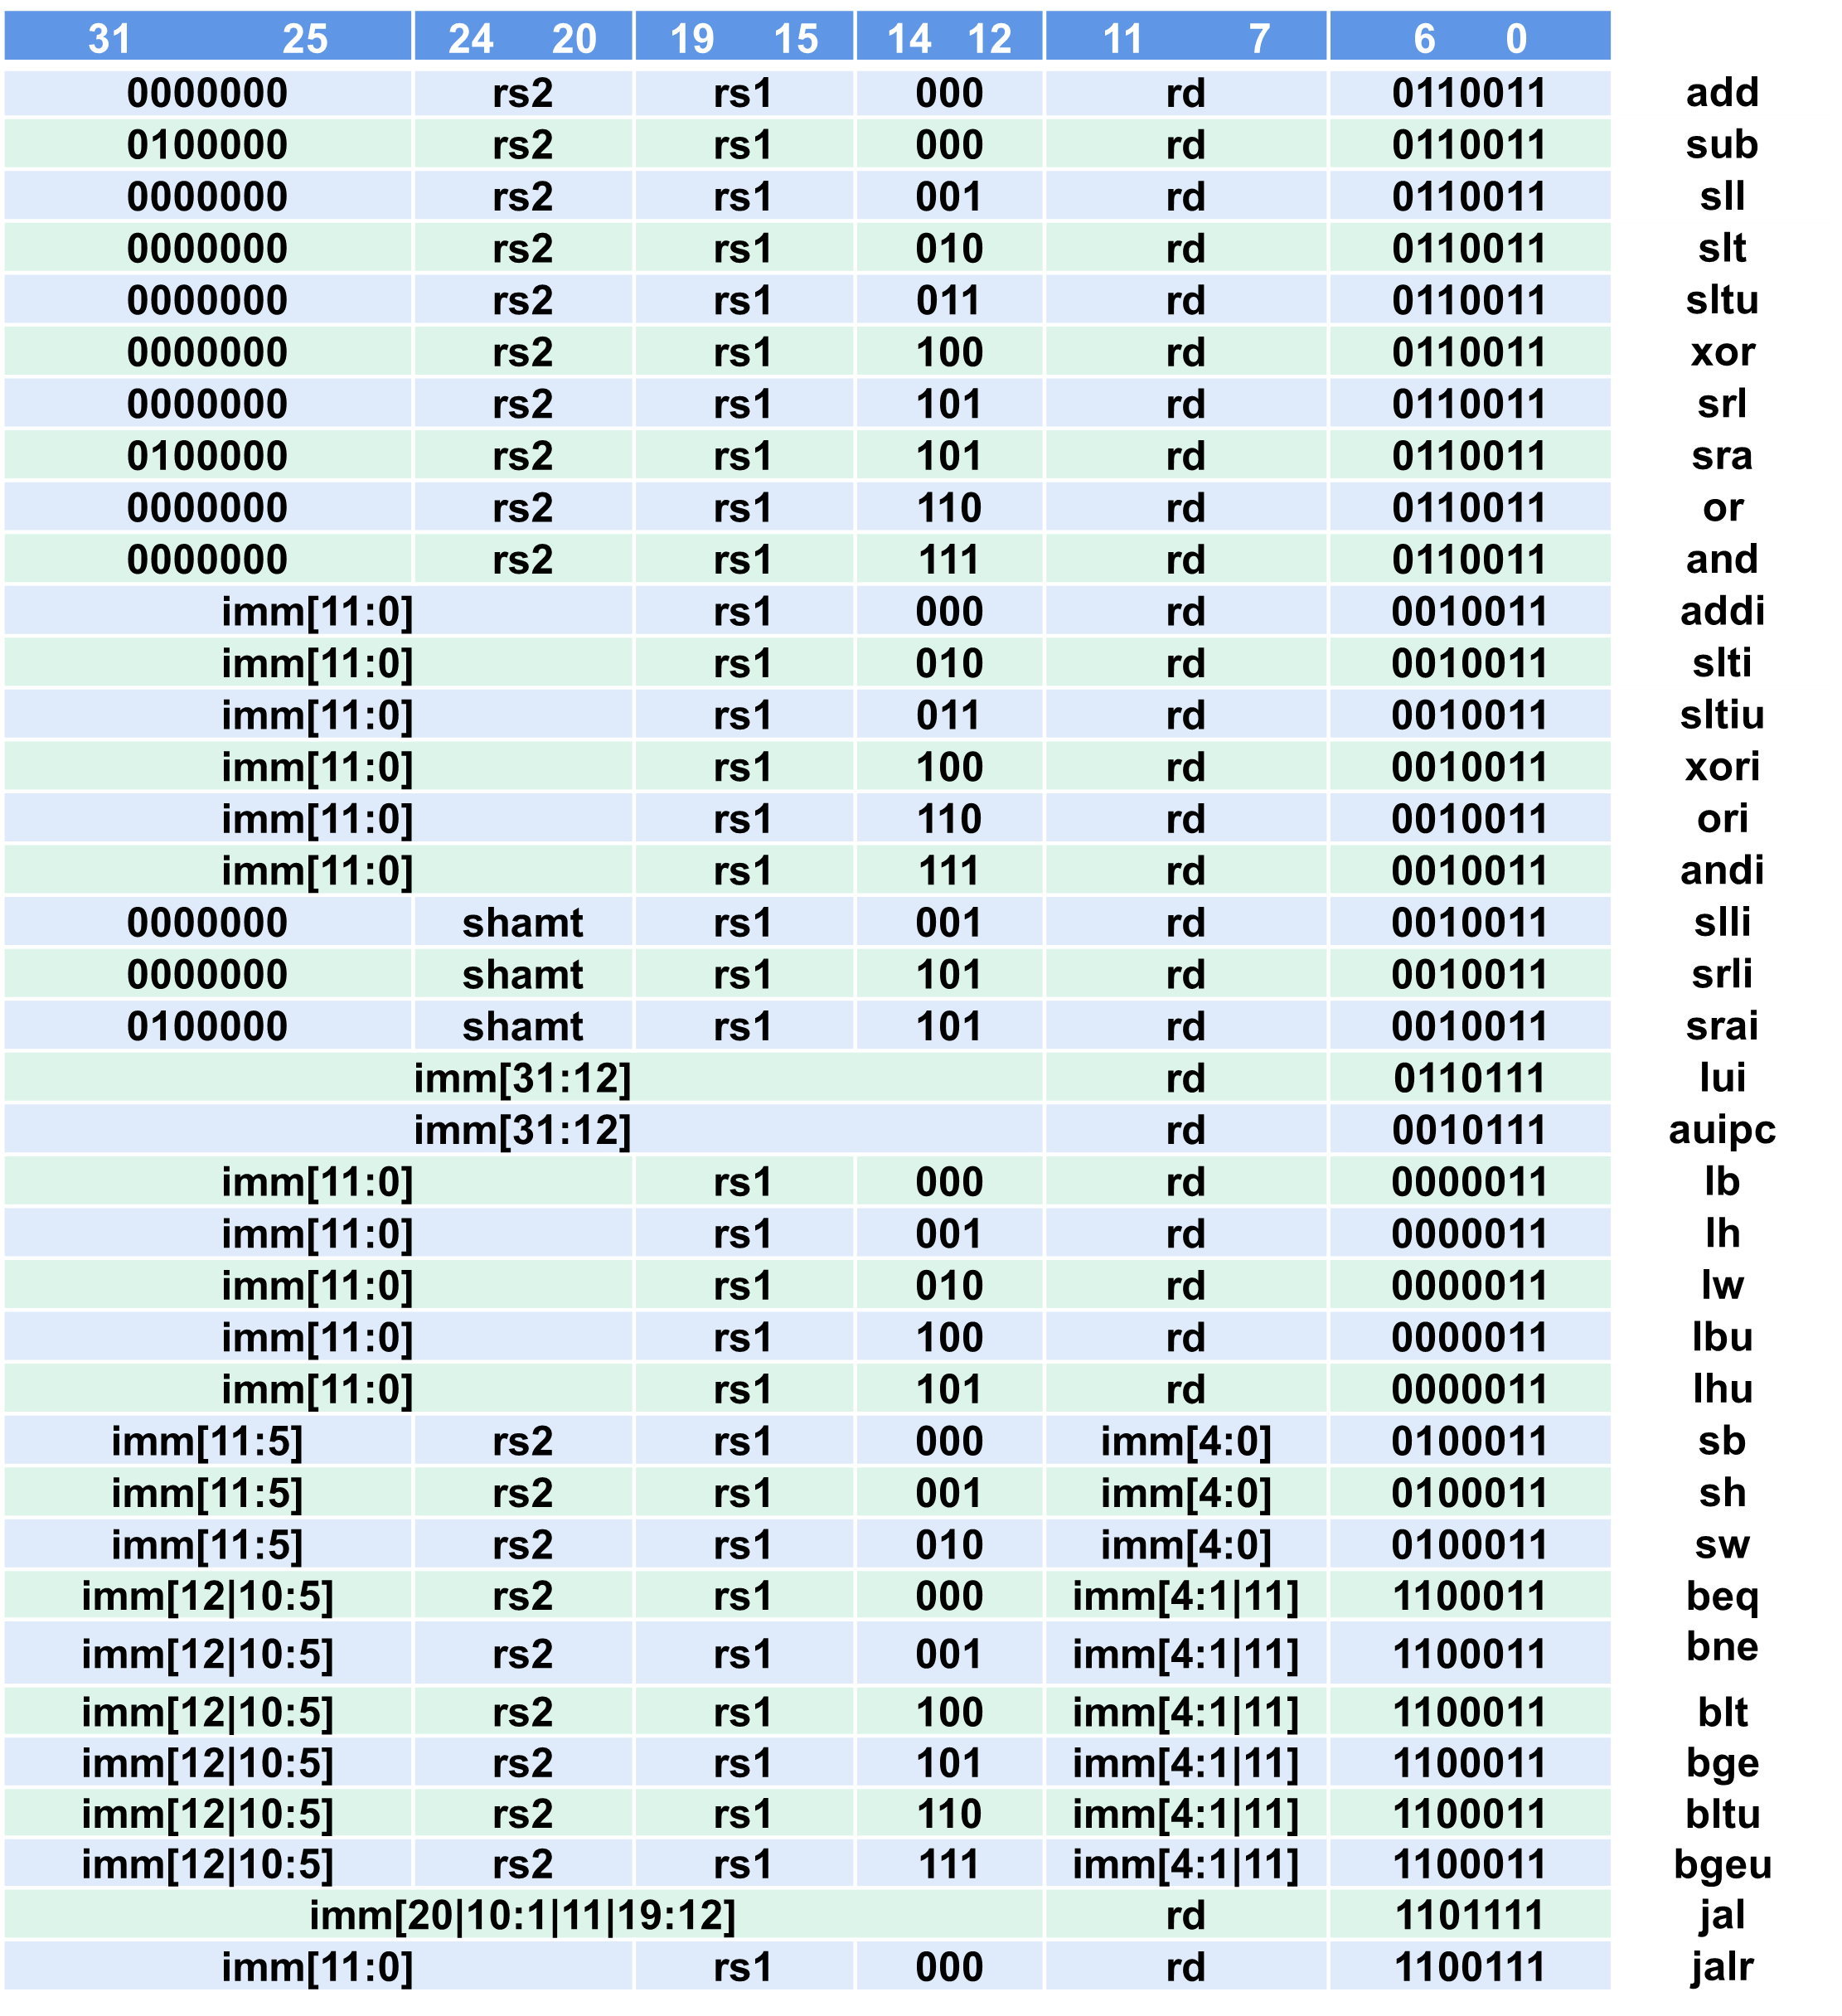 31 25 24 20 19 15 14 12 11 7 6 0
0000000 rs2 rs1 000 rd 0110011 add
0100000 rs2 rs1 000 rd 0110011 sub
0000000 rs2 rs1 001 rd 0110011 sll
0000000 rs2 rs1 010 rd 0110011 slt
0000000 rs2 rs1 011 rd 0110011 sltu
0000000 rs2 rs1 100 rd 0110011 xor
0000000 rs2 rs1 101 rd 0110011 srl
0100000 rs2 rs1 101 rd 0110011 sra
0000000 rs2 rs1 110 rd 0110011 or
0000000 rs2 rs1 111 rd 0110011 and
imm[11:0] rs1 000 rd 0010011 addi
imm[11:0] rs1 010 rd 0010011 slti
imm[11:0] rs1 011 rd 0010011 sltiu
imm[11:0] rs1 100 rd 0010011 xori
imm[11:0] rs1 110 rd 0010011 ori
imm[11:0] rs1 111 rd 0010011 andi
0000000 shamt rs1 001 rd 0010011 slli
0000000 shamt rs1 101 rd 0010011 srli
0100000 shamt rs1 101 rd 0010011 srai
imm[31:12] rd 0110111 lui
imm[31:12] rd 0010111 auipc
imm[11:0] rs1 000 rd 0000011 lb
imm[11:0] rs1 001 rd 0000011 lh
imm[11:0] rs1 010 rd 0000011 lw
imm[11:0] rs1 100 rd 0000011 lbu
imm[11:0] rs1 101 rd 0000011 lhu
imm[11:5] rs2 rs1 000 imm[4:0] 0100011 sb
imm[11:5] rs2 rs1 001 imm[4:0] 0100011 sh
imm[11:5] rs2 rs1 010 imm[4:0] 0100011 sw
imm[12|10:5] rs2 rs1 000 imm[4:1|11] 1100011 beq
imm[12|10:5] rs2 rs1 001 imm[4:1|11] 1100011 bne
imm[12|10:5] rs2 rs1 100 imm[4:1|11] 1100011 blt
imm[12|10:5] rs2 rs1 101 imm[4:1|11] 1100011 bge
imm[12|10:5] rs2 rs1 110 imm[4:1|11] 1100011 bltu
imm[12|10:5] rs2 rs1 111 imm[4:1|11] 1100011 bgeu
imm[20|10:1|11|19:12] rd 1101111 jal
imm[11:0] rs1 000 rd 1100111 jalr